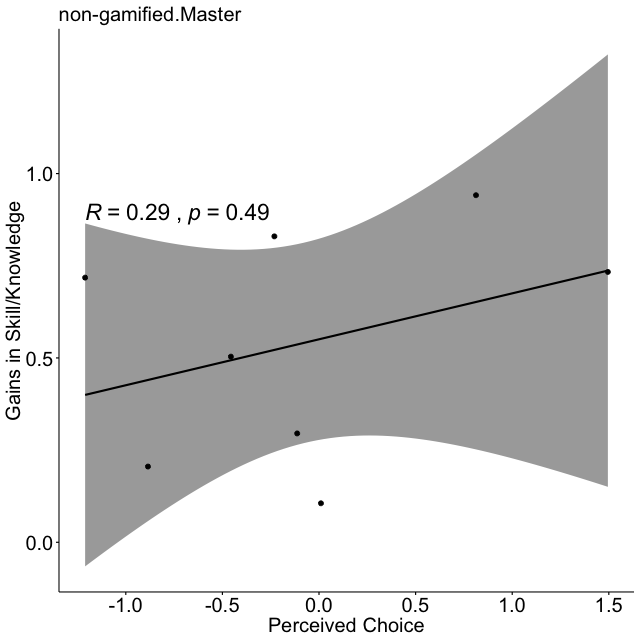 non-gamified.Master
R = 0.29 , p = 0.49
Gains in Skill/Knowledge
1.0
0.5
0.0
-1.0 -0.5 0.0 0.5 1.0 1.5
Perceived Choice